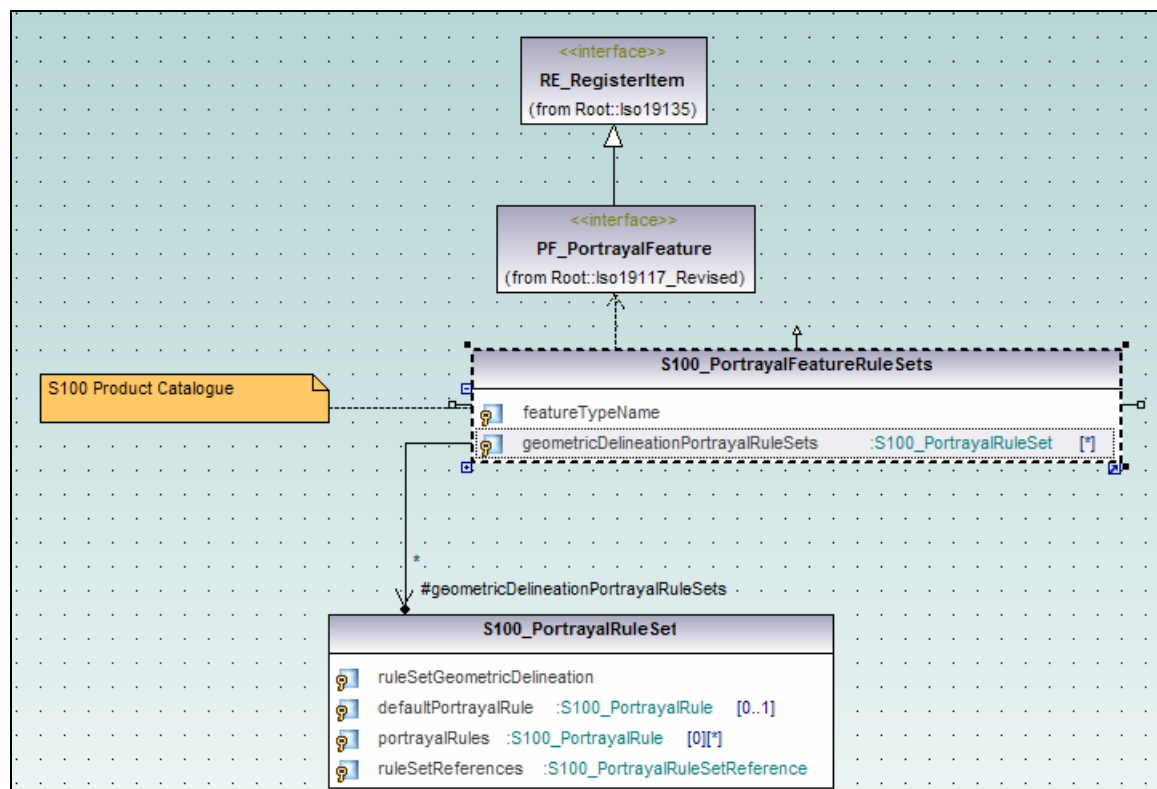 <<interface>>
RE_RegisterItem
(from Root::Iso19135)
<<interface>>
PF_PortrayalFeature
(from Root::Iso19117_Revised)
S100_PortrayalFeatureRuleSets
S100 Product Catalogue
featureTypeName
geometricDelineationPortrayalRuleSets :S100_PortrayalRuleSet [*]
*
#geometricDelineationPortrayalRuleSets
S100_PortrayalRuleSet
ruleSetGeometricDelineation
defaultPortrayalRule :S100_PortrayalRule [0..1]
portrayalRules :S100_PortrayalRule [0][*]
ruleSetReferences :S100_PortrayalRuleSetReference